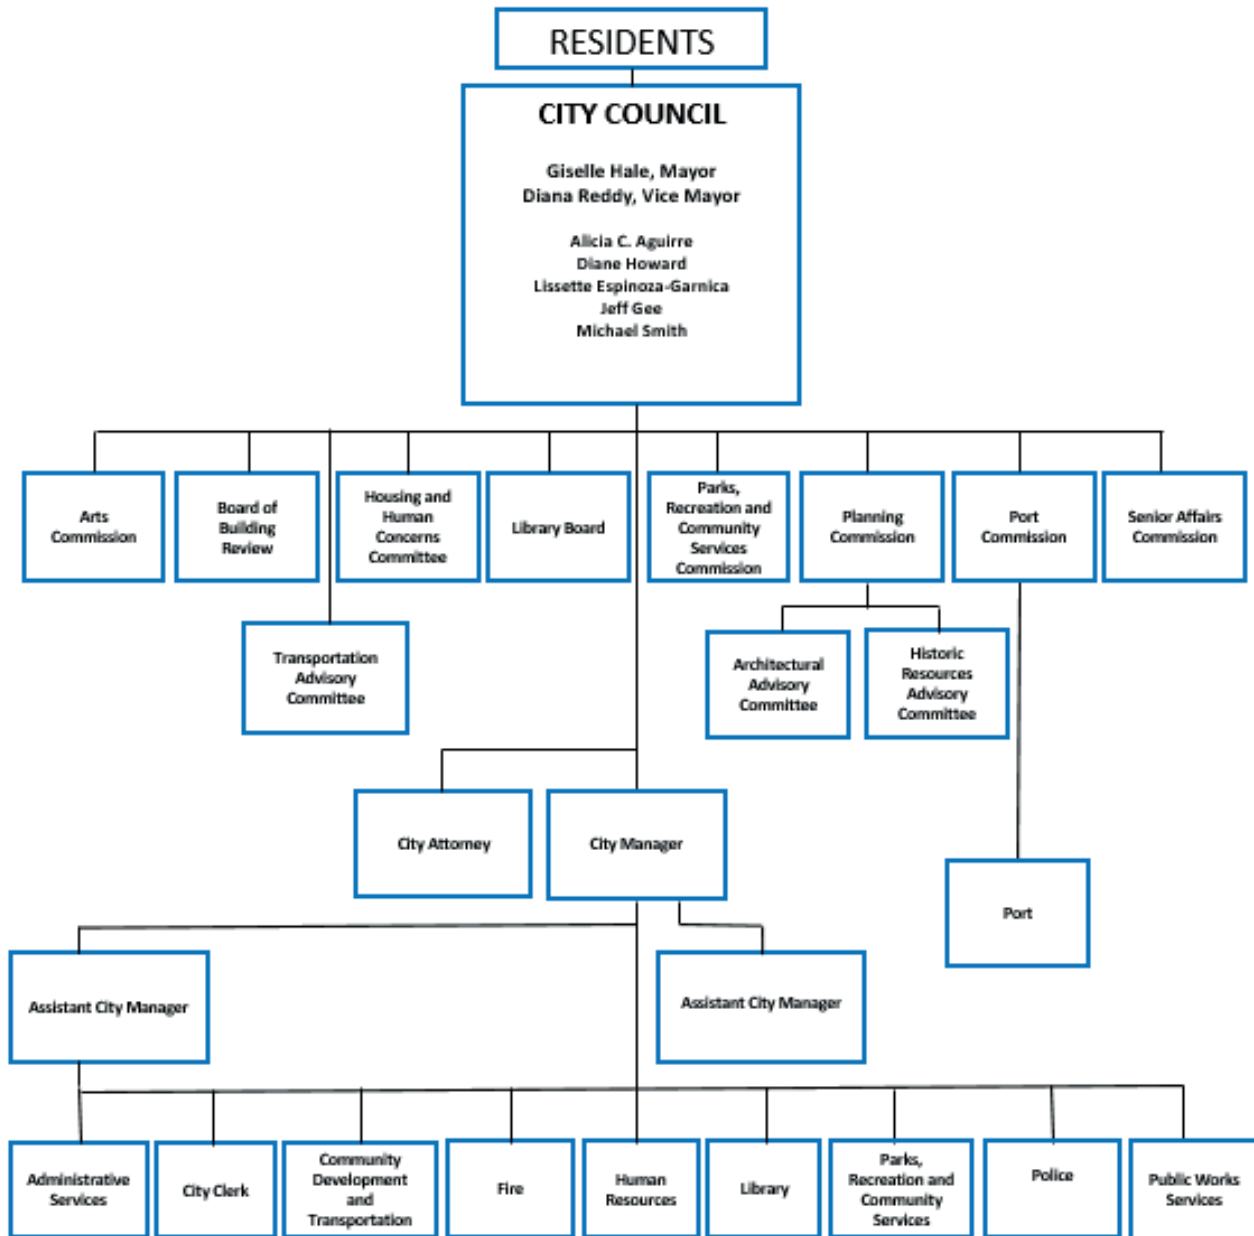 RESIDENTS
CITY COUNCIL
Giselle Hale, Mayor
Diana Reddy, Vice Mayor
Alicia C. Aguirre
Diane Howard
Lissette Espinoza-Garnica
Jeff Gee
Michael Smith
Arts
Commission
Board of
Building
Review
Housing and
Human
Concerns
Committee
Library Board
Parks,
Recreation and
Community
Services
Commission
Planning
Commission
Port
Commission
Senior Affairs
Commission
Transportation
Advisory
Committee
Architectural
Advisory
Committee
Historic
Resources
Advisory
Committee
City Attorney
City Manager
Port
Assistant City Manager
Assistant City Manager
Administrative
Services
City Clerk
Community
Development
and
Transportation
Fire
Human
Resources
Library
Parks,
Recreation and
Community
Services
Police
Public Works
Services